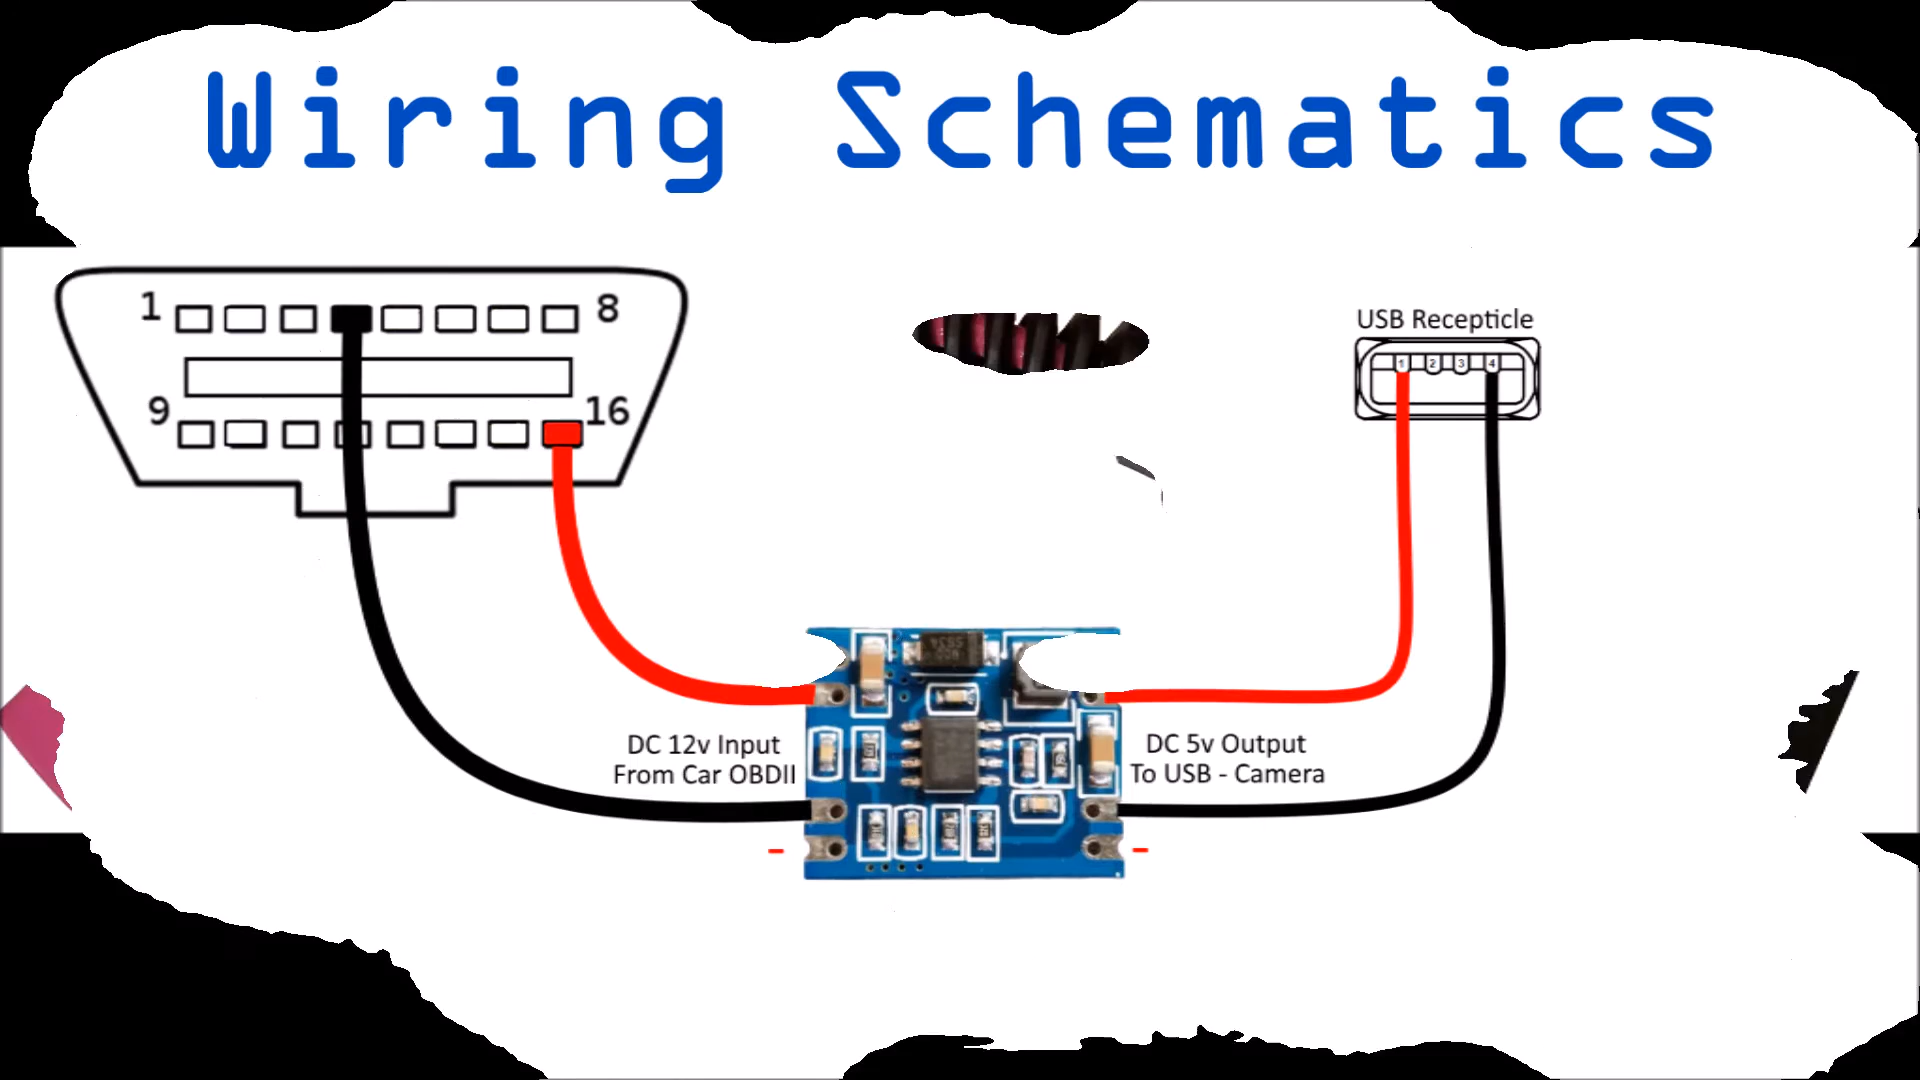 Wiring Schematics
1 8
9 16
USB Recepticle
1 2 3 4
DC 12v Input
From Car OBDII
DC 5v Output
To USB - Camera
- -